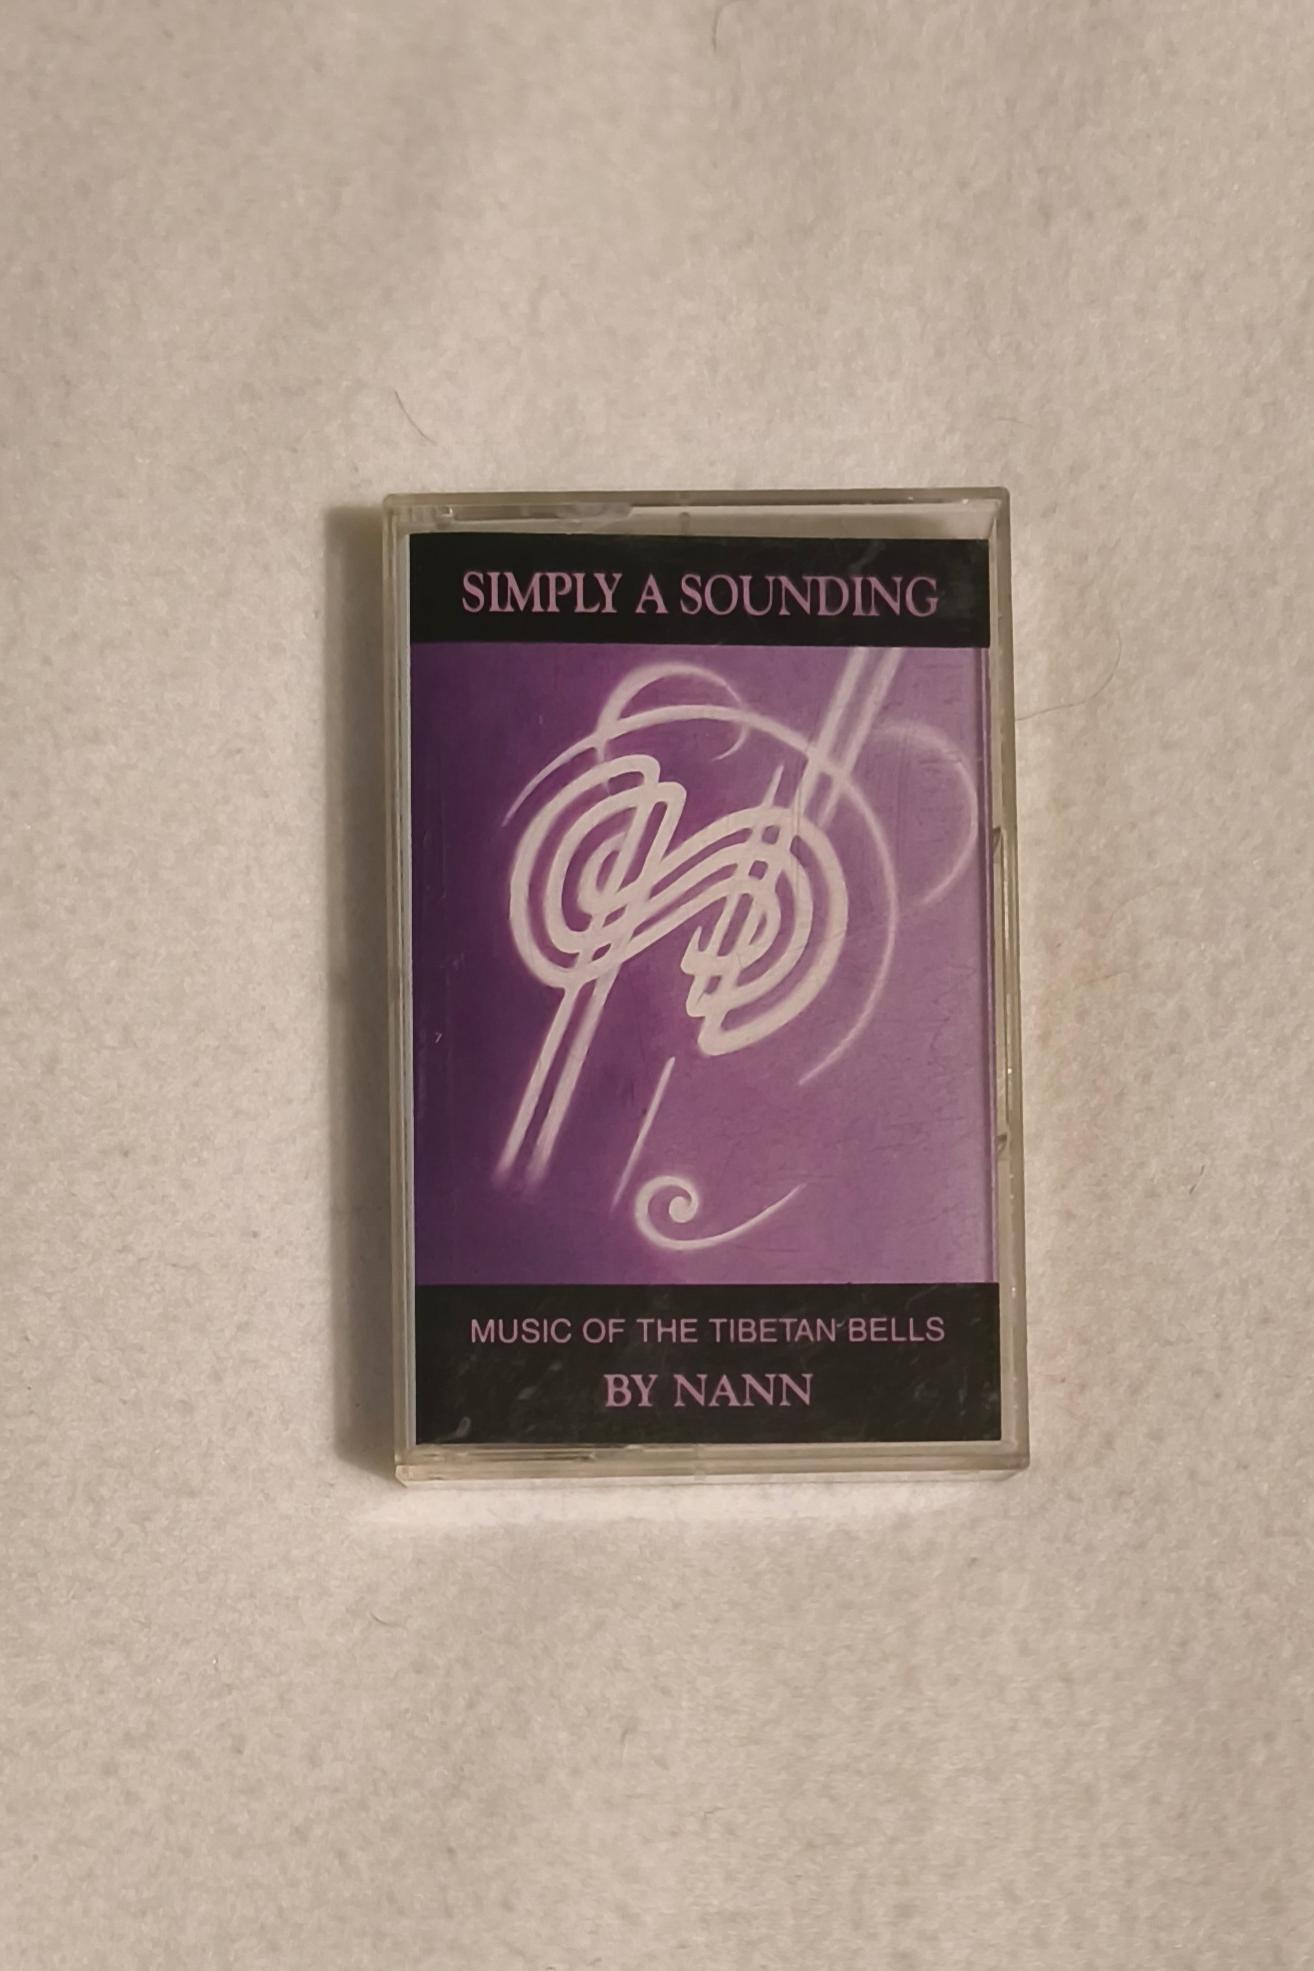 SIMPLY A SOUNDING
MUSIC OF THE TIBETAN BELLS
BY NANN